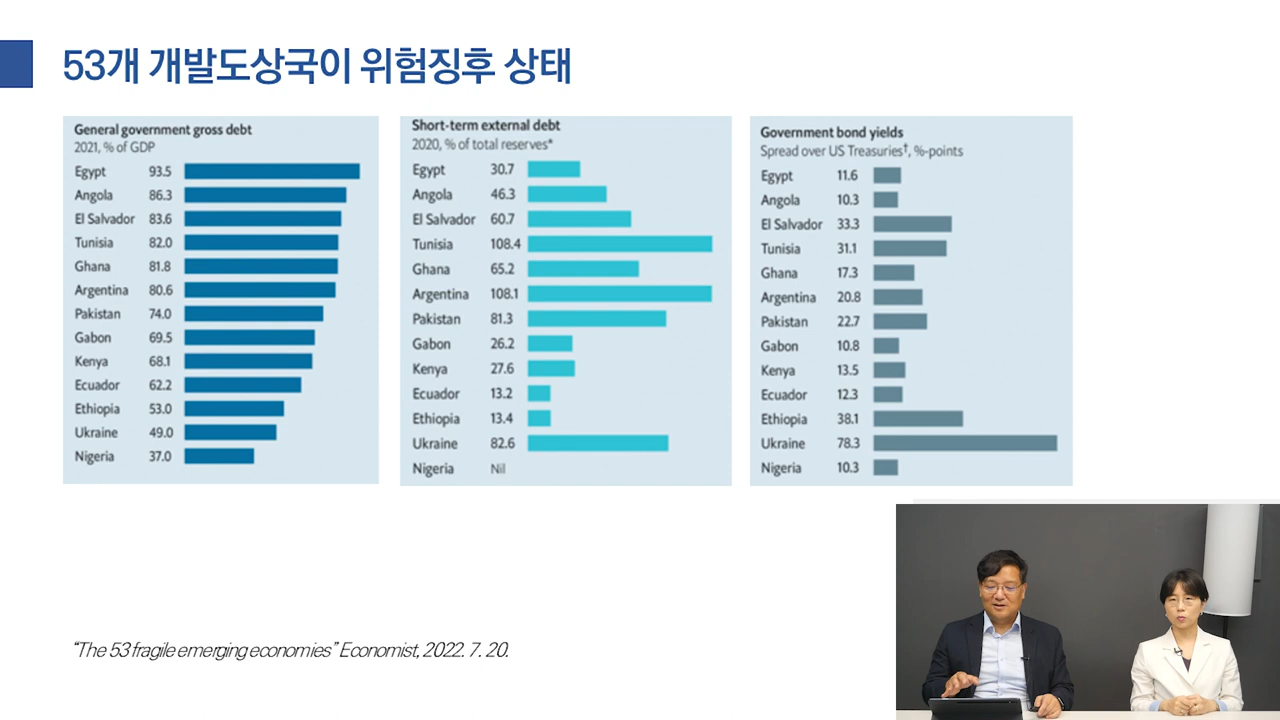 53개 개발도상국이 위험징후 상태
General government gross debt
2021, % of GDP
Egypt 93.5
Angola 86.3
El Salvador 83.6
Tunisia 82.0
Ghana 81.8
Argentina 80.6
Pakistan 74.0
Gabon 69.5
Kenya 68.1
Ecuador 62.2
Ethiopia 53.0
Ukraine 49.0
Nigeria 37.0
Short-term external debt
2020, % of total reserves*
Egypt 30.7
Angola 46.3
El Salvador 60.7
Tunisia 108.4
Ghana 65.2
Argentina 108.1
Pakistan 81.3
Gabon 26.2
Kenya 27.6
Ecuador 13.2
Ethiopia 13.4
Ukraine 82.6
Nigeria Nil
Government bond yields
Spread over US Treasuries†, %-points
Egypt 11.6
Angola 10.3
El Salvador 33.3
Tunisia 31.1
Ghana 17.3
Argentina 20.8
Pakistan 22.7
Gabon 10.8
Kenya 13.5
Ecuador 12.3
Ethiopia 38.1
Ukraine 78.3
Nigeria 10.3
“The 53 fragile emerging economies” Economist, 2022. 7. 20.